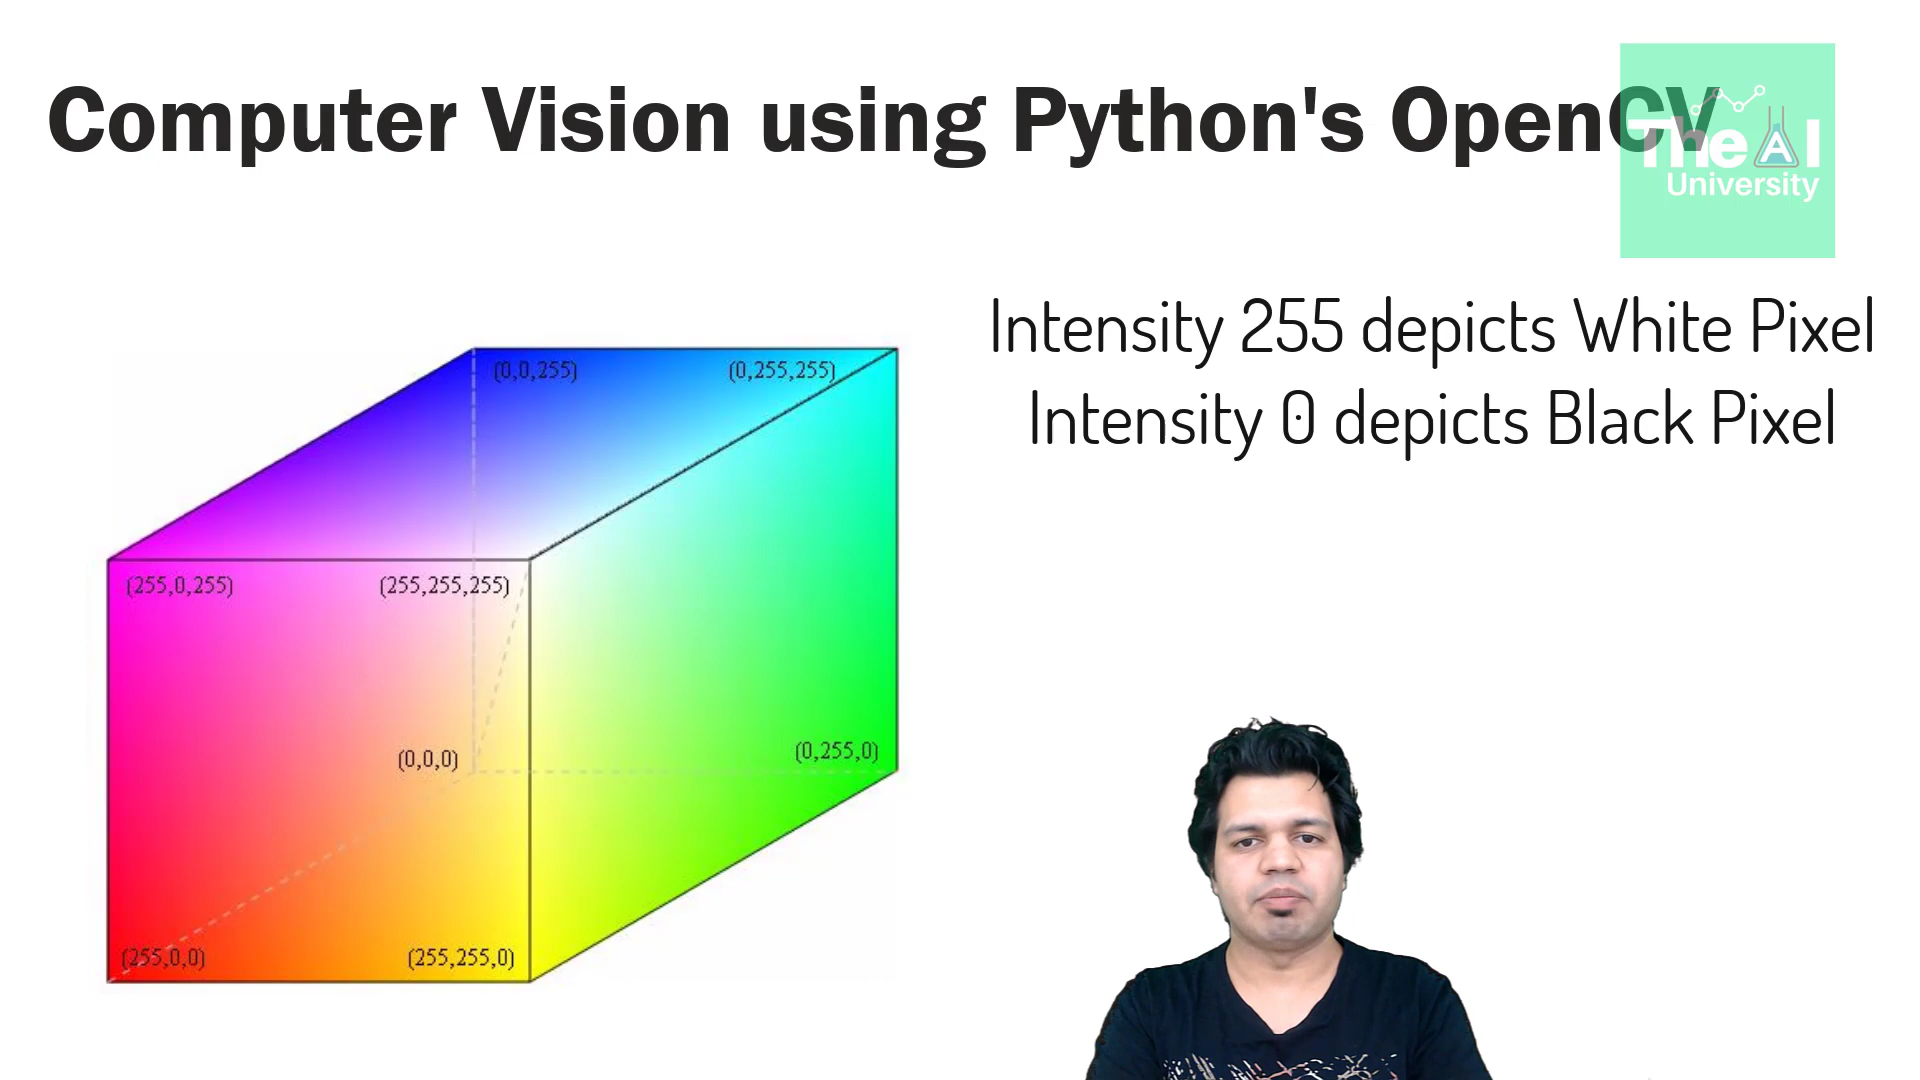 Computer Vision using Python's OpenCV
The AI
University
Intensity 255 depicts White Pixel
Intensity 0 depicts Black Pixel
(0,0,255)
(0,255,255)
(255,0,255)
(255,255,255)
(0,0,0)
(0,255,0)
(255,0,0)
(255,255,0)